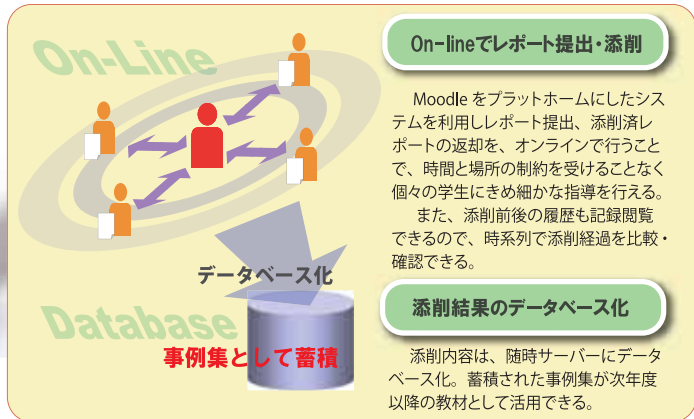 On-Line
データベース化
Database
事例集として蓄積
On-lineでレポート提出・添削
Moodle をプラットホームにしたシス
テムを利用しレポート提出、添削済レ
ポートの返却を、オンラインで行うこと
で、時間と場所の制約を受けることなく
個々の学生にきめ細かな指導を行える。
また、添削前後の履歴も記録閲覧
できるので、時系列で添削経過を比較・
確認できる。
添削結果のデータベース化
添削内容は、随時サーバーにデータ
ベース化。蓄積された事例集が次年度
以降の教材として活用できる。